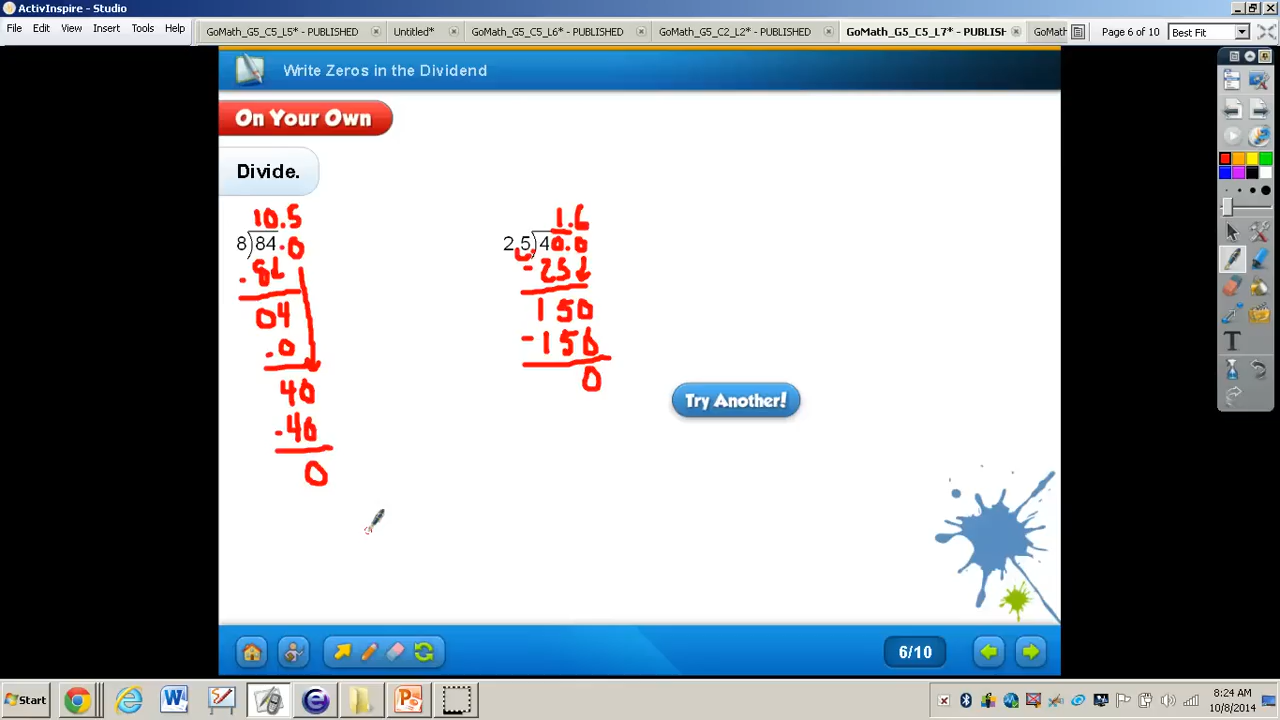 ActivInspire - Studio
File Edit View Insert Tools Help
GoMath_G5_C5_L5* - PUBLISHED
Untitled*
GoMath_G5_C5_L6* - PUBLISHED
GoMath_G5_C2_L2* - PUBLISHED
GoMath_G5_C5_L7* - PUBLISH
GoMath
Page 6 of 10
Best Fit
Write Zeros in the Dividend
On Your Own
Divide.
10.5
8)84.0
-8
04
-0
40
-40
0
1.6
2.5)40.0
-25
150
-150
0
Try Another!
6/10
Start
8:24 AM
10/8/2014